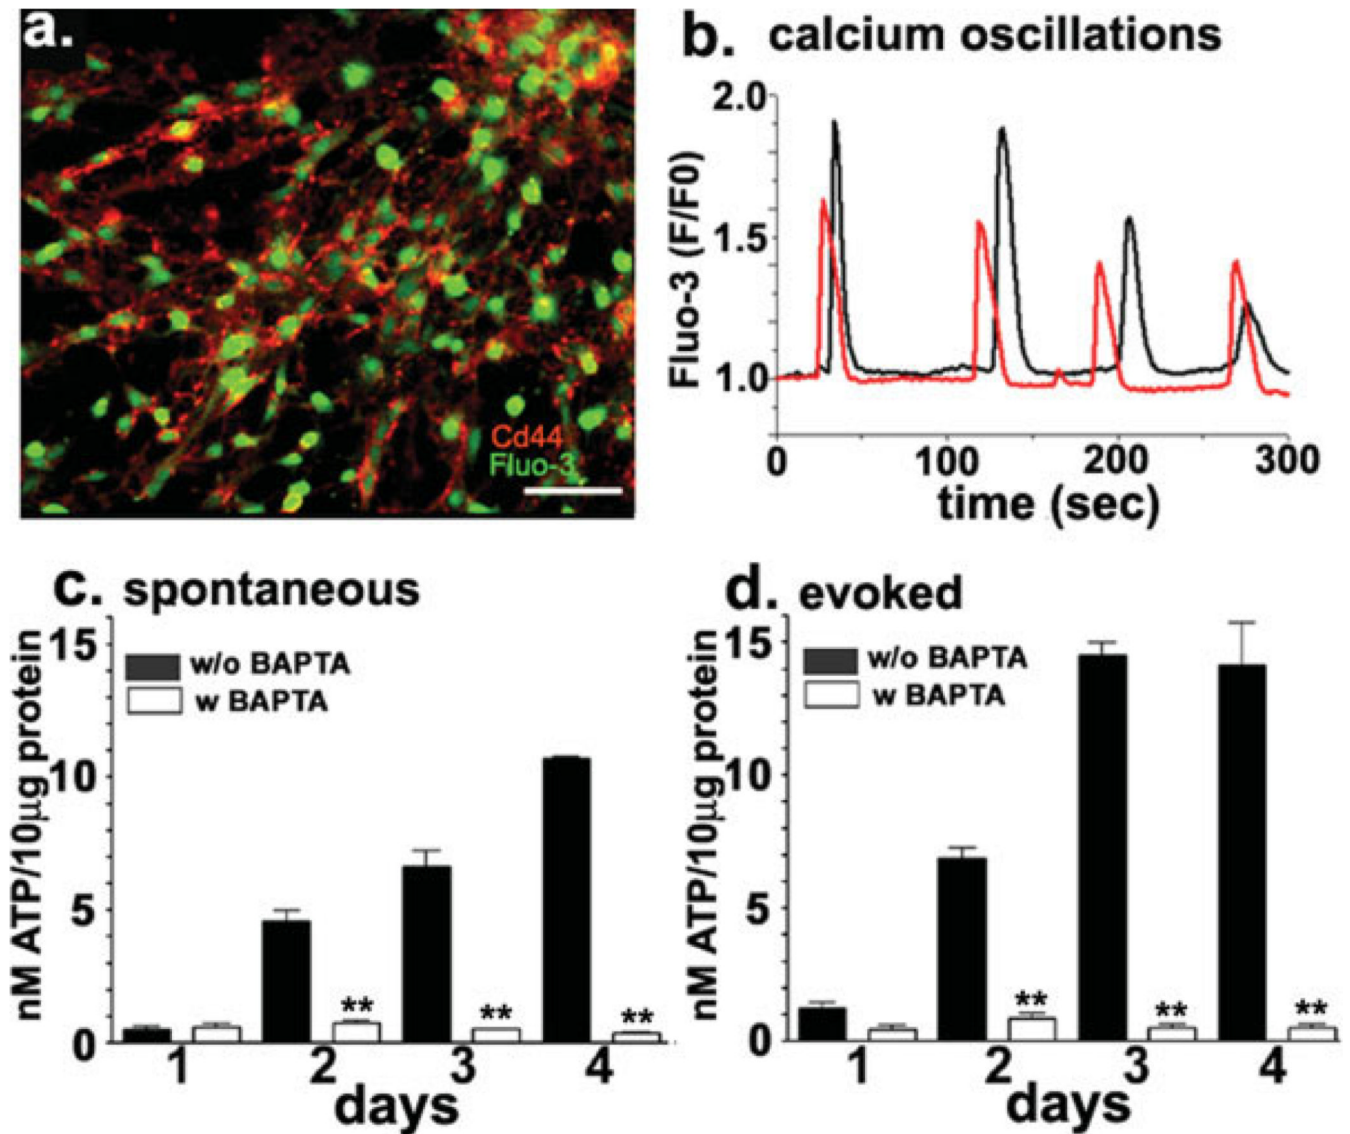 a.
Cd44
Fluo-3
b. calcium oscillations
Fluo-3 (F/F0)
2.0
1.5
1.0
0 100 200 300
time (sec)
c. spontaneous
nM ATP/10µg protein
15
10
5
0
w/o BAPTA
w BAPTA
**
**
**
1 2 3 4
days
d. evoked
nM ATP/10µg protein
15
10
5
0
w/o BAPTA
w BAPTA
**
**
**
1 2 3 4
days